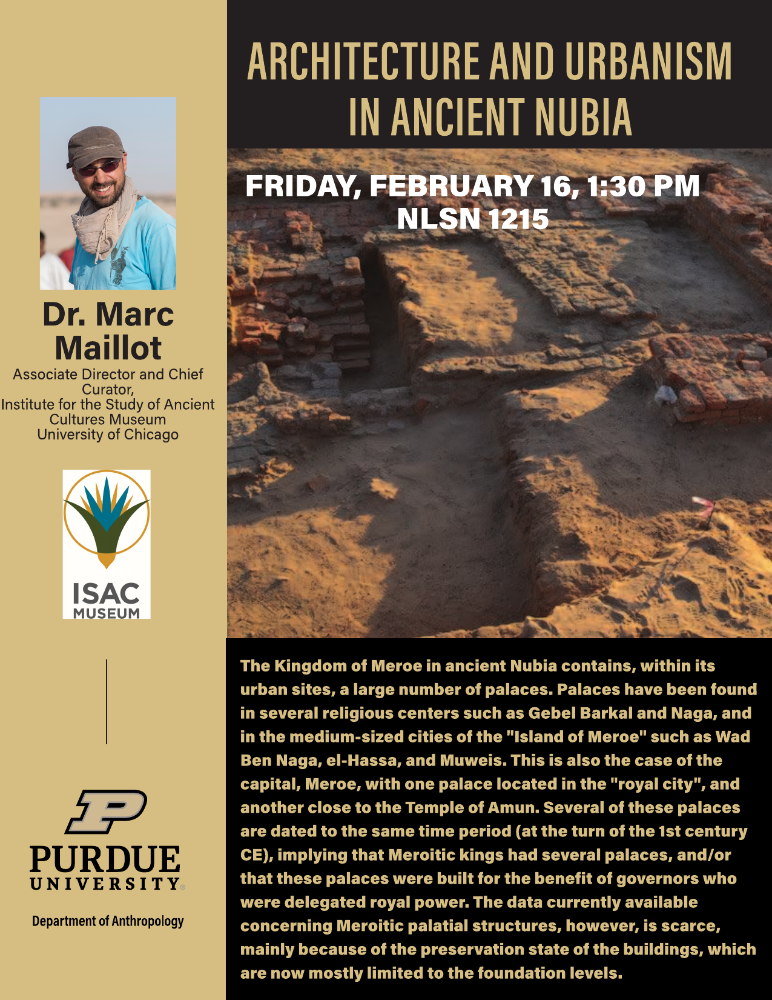 ARCHITECTURE AND URBANISM
IN ANCIENT NUBIA
FRIDAY, FEBRUARY 16, 1:30 PM
NLSN 1215
Dr. Marc
Maillot
Associate Director and Chief
Curator,
Institute for the Study of Ancient
Cultures Museum
University of Chicago
ISAC
MUSEUM
P
PURDUE
UNIVERSITY®
Department of Anthropology
The Kingdom of Meroe in ancient Nubia contains, within its
urban sites, a large number of palaces. Palaces have been found
in several religious centers such as Gebel Barkal and Naga, and
in the medium-sized cities of the "Island of Meroe" such as Wad
Ben Naga, el-Hassa, and Muweis. This is also the case of the
capital, Meroe, with one palace located in the "royal city", and
another close to the Temple of Amun. Several of these palaces
are dated to the same time period (at the turn of the 1st century
CE), implying that Meroitic kings had several palaces, and/or
that these palaces were built for the benefit of governors who
were delegated royal power. The data currently available
concerning Meroitic palatial structures, however, is scarce,
mainly because of the preservation state of the buildings, which
are now mostly limited to the foundation levels.